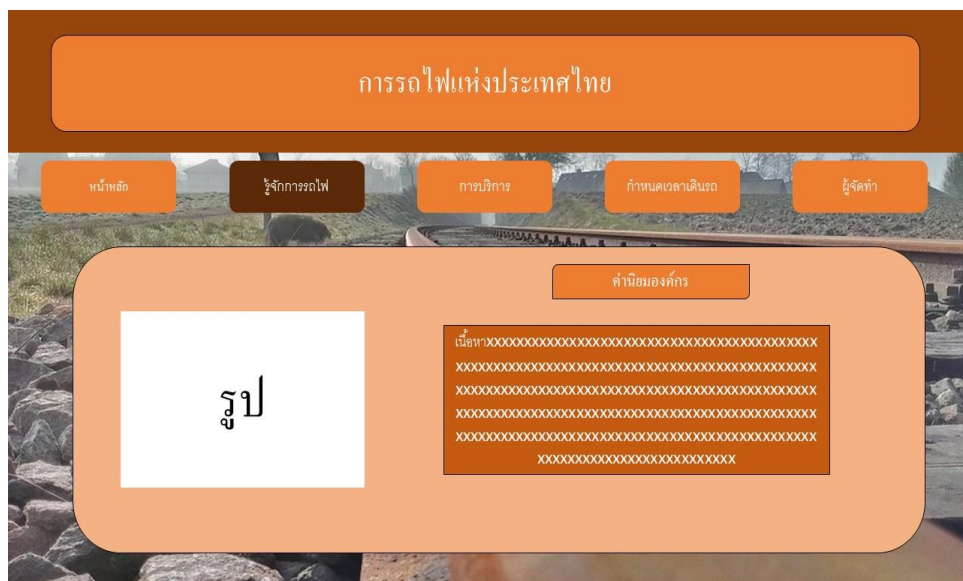 การรถไฟแห่งประเทศไทย
หน้าหลัก
รู้จักการรถไฟ
การบริการ
กำหนดเวลาเดินรถ
ผู้จัดทำ
ค่านิยมองค์กร
รูป
เนื้อหาxxxxxxxxxxxxxxxxxxxxxxxxxxxxxxxxxxxxxxxxxxx
xxxxxxxxxxxxxxxxxxxxxxxxxxxxxxxxxxxxxxxxxxxxxx
xxxxxxxxxxxxxxxxxxxxxxxxxxxxxxxxxxxxxxxxxxxxxx
xxxxxxxxxxxxxxxxxxxxxxxxxxxxxxxxxxxxxxxxxxxxxx
xxxxxxxxxxxxxxxxxxxxxxxxxxxxxxxxxxxxxxxxxxxxxx
xxxxxxxxxxxxxxxxxxxxxxxxx